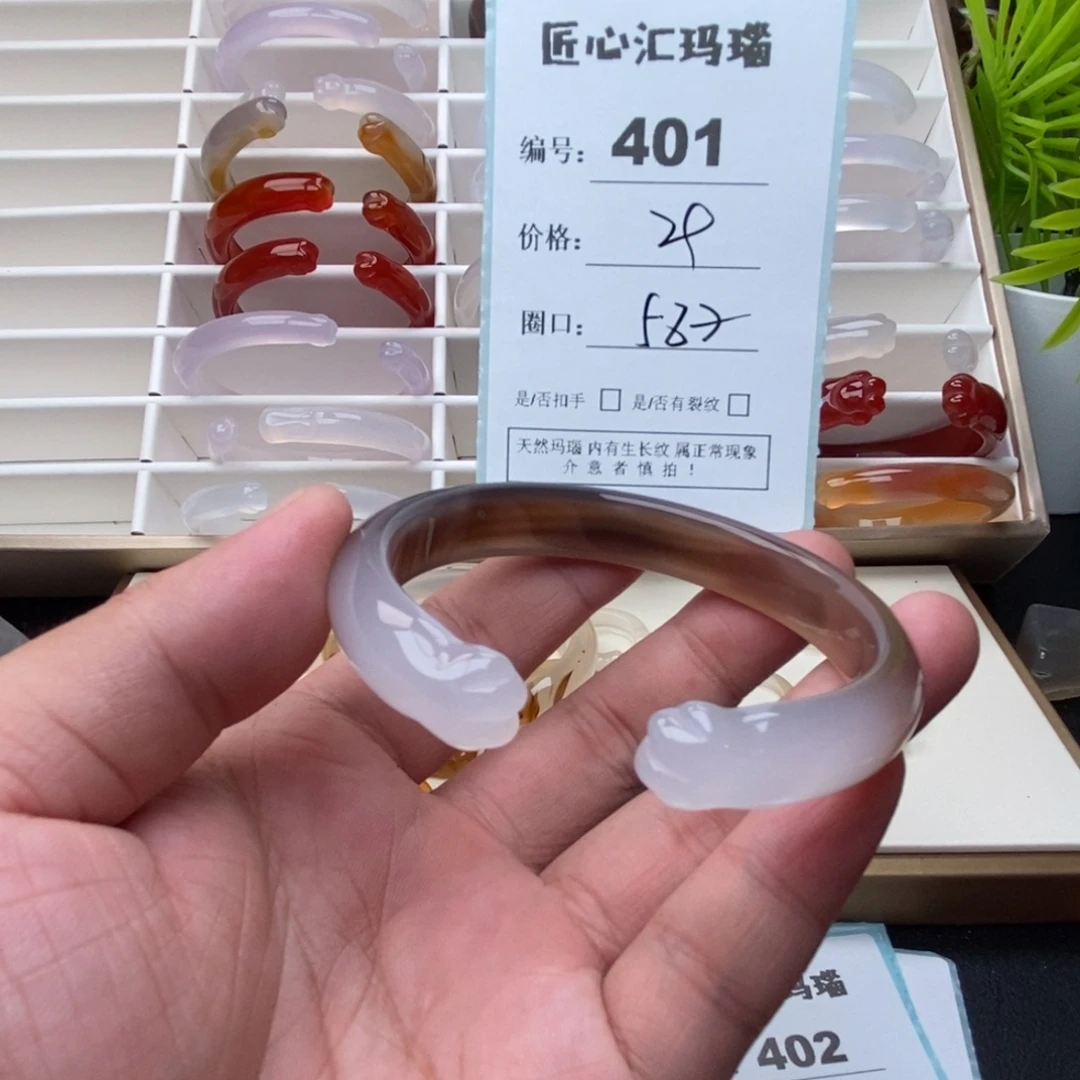 匠心汇玛瑙
编号: 401
价格: 29
圈口: 587
是/否扣手 □ 是/否有裂纹 □
天然玛瑙 内有生长纹 属正常现象
介意者慎拍!
玛瑙
402